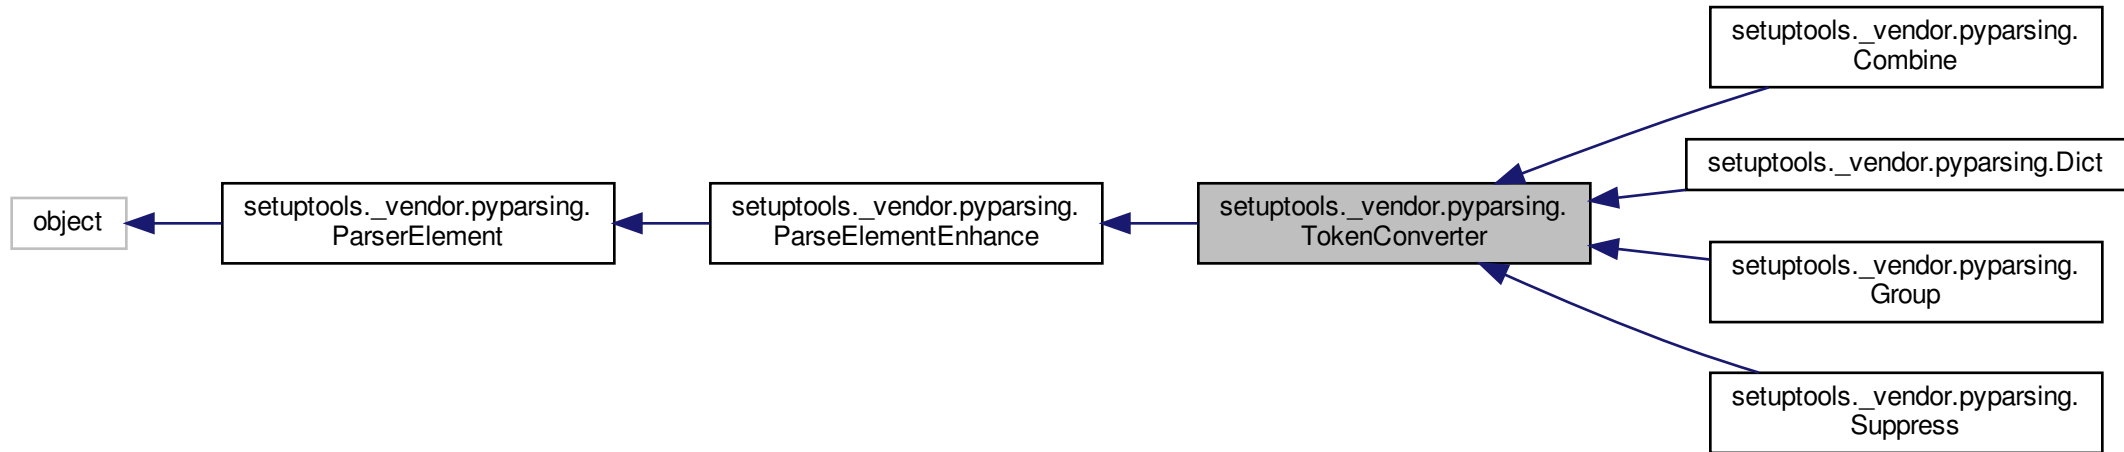 object
setuptools._vendor.pyparsing.
ParserElement
setuptools._vendor.pyparsing.
ParseElementEnhance
setuptools._vendor.pyparsing.
TokenConverter
setuptools._vendor.pyparsing.
Combine
setuptools._vendor.pyparsing.Dict
setuptools._vendor.pyparsing.
Group
setuptools._vendor.pyparsing.
Suppress